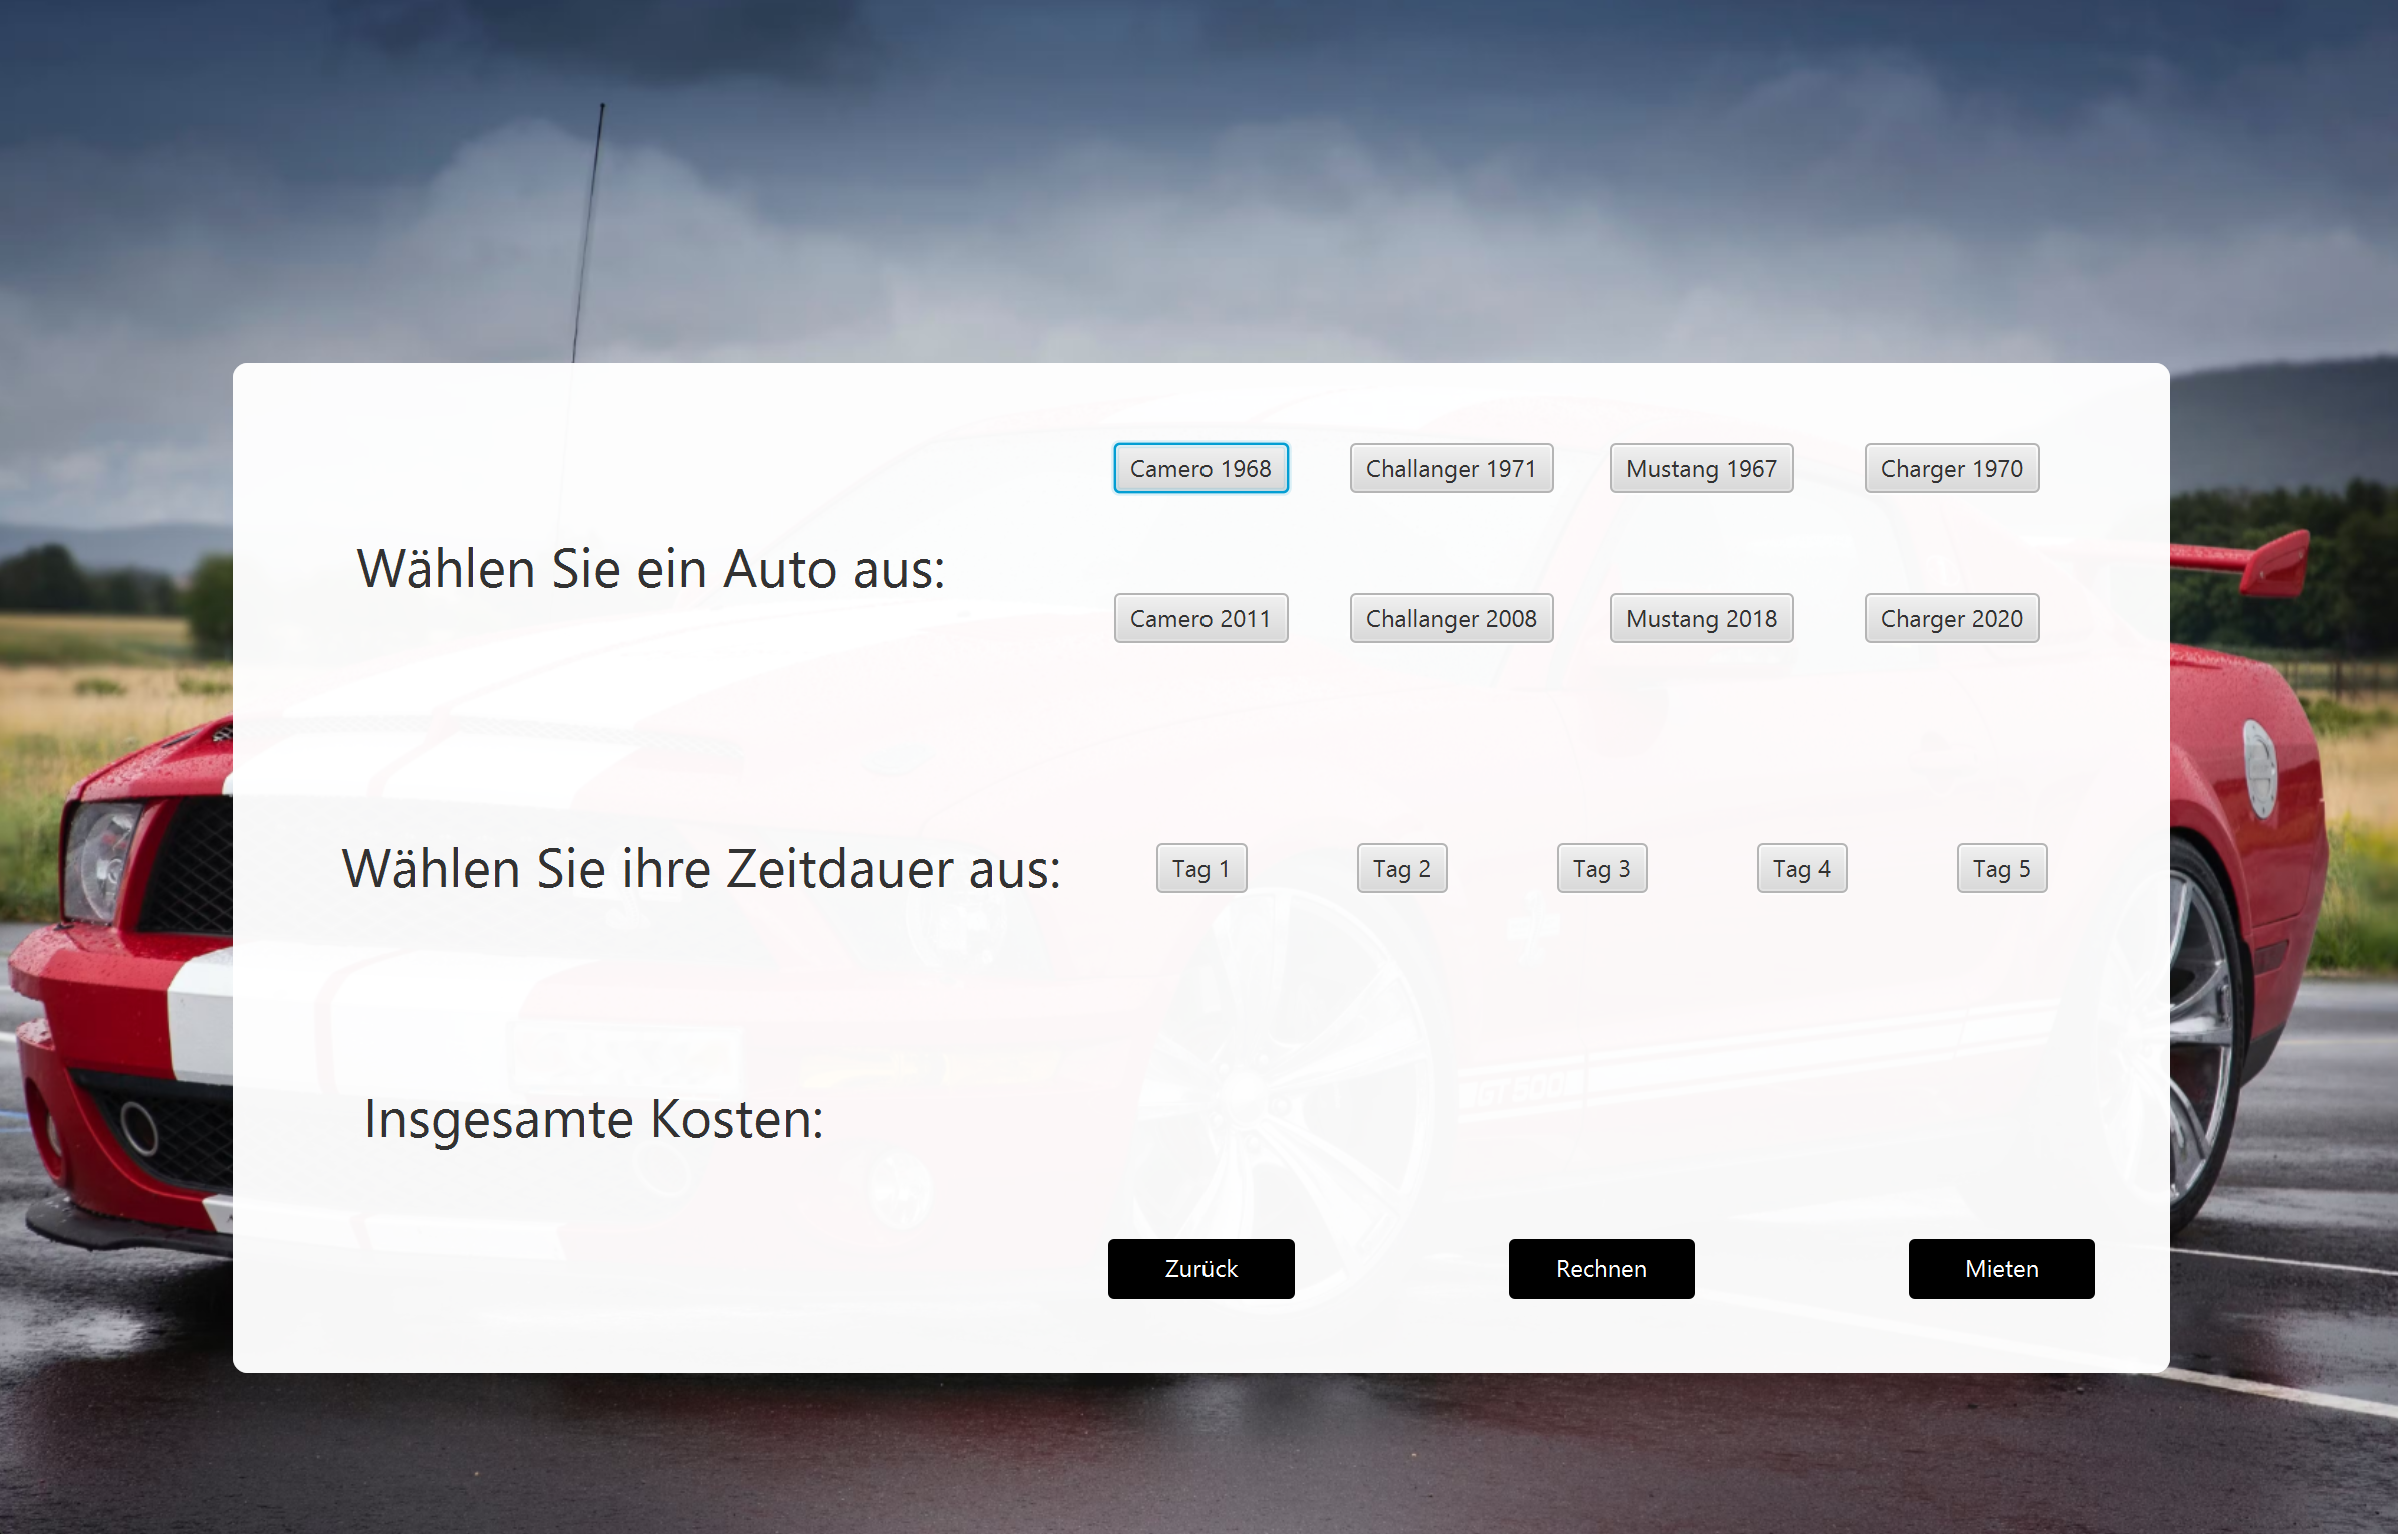 Camero 1968 Challanger 1971 Mustang 1967 Charger 1970
Wählen Sie ein Auto aus:
Camero 2011 Challanger 2008 Mustang 2018 Charger 2020
Wählen Sie ihre Zeitdauer aus: Tag 1 Tag 2 Tag 3 Tag 4 Tag 5
GT 500
Insgesamte Kosten:
Zurück Rechnen Mieten